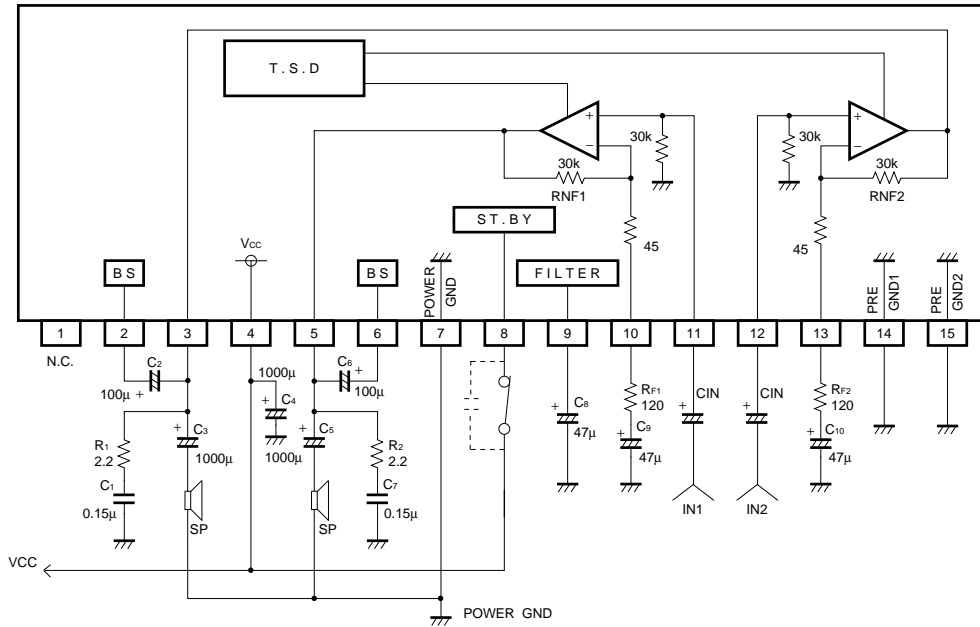 T.S.D
+
−
30k
30k
RNF1
45
+
−
30k
30k
RNF2
45
ST.BY
VCC
BS
BS
POWER
GND
FILTER
PRE
GND1
PRE
GND2
1
2
3
4
5
6
7
8
9
10
11
12
13
14
15
N.C.
C2
100μ +
R1
2.2
C1
0.15μ
+
C3
1000μ
SP
1000μ
+
C4
+
C5
1000μ
SP
C6
+
100μ
R2
2.2
C7
0.15μ
+
C8
47μ
RF1
120
+
C9
47μ
+
CIN
IN1
+
CIN
IN2
RF2
120
+
C10
47μ
VCC
POWER GND